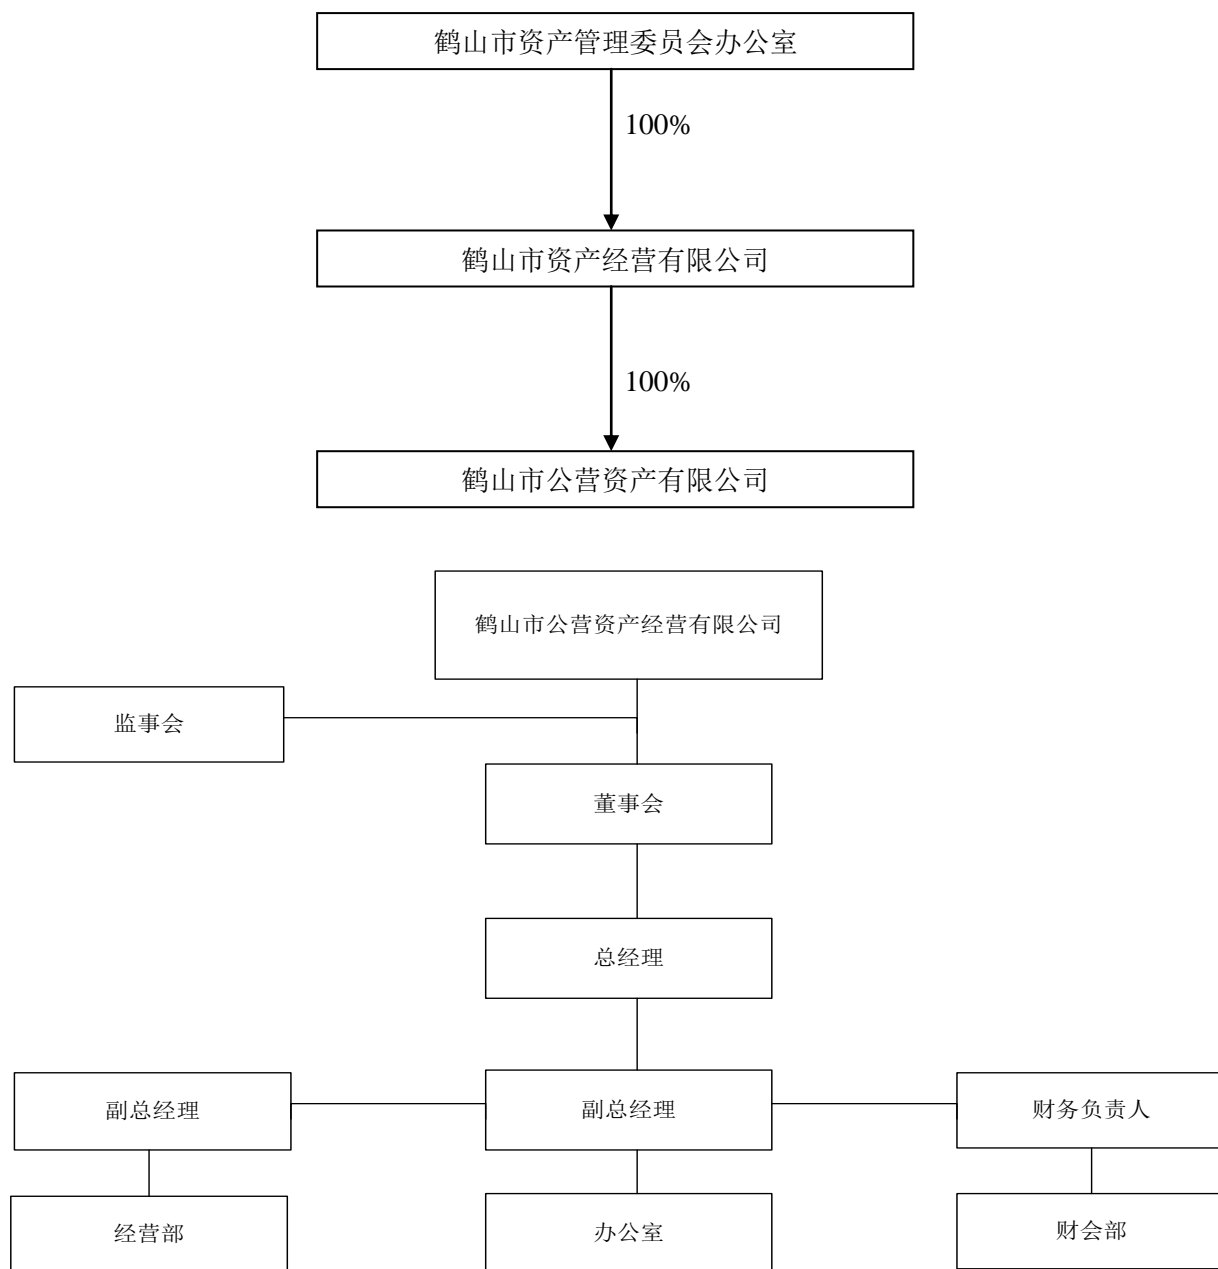 鹤山市资产管理委员会办公室
100%
鹤山市资产经营有限公司
100%
鹤山市公营资产有限公司
鹤山市公营资产经营有限公司
监事会
董事会
总经理
副总经理
副总经理
财务负责人
经营部
办公室
财会部